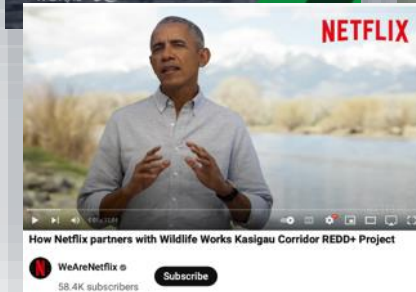 NETFLIX
How Netflix partners with Wildlife Works Kasigau Corridor REDD+ Project
N
WeAreNetflix
58.4K subscribers
Subscribe